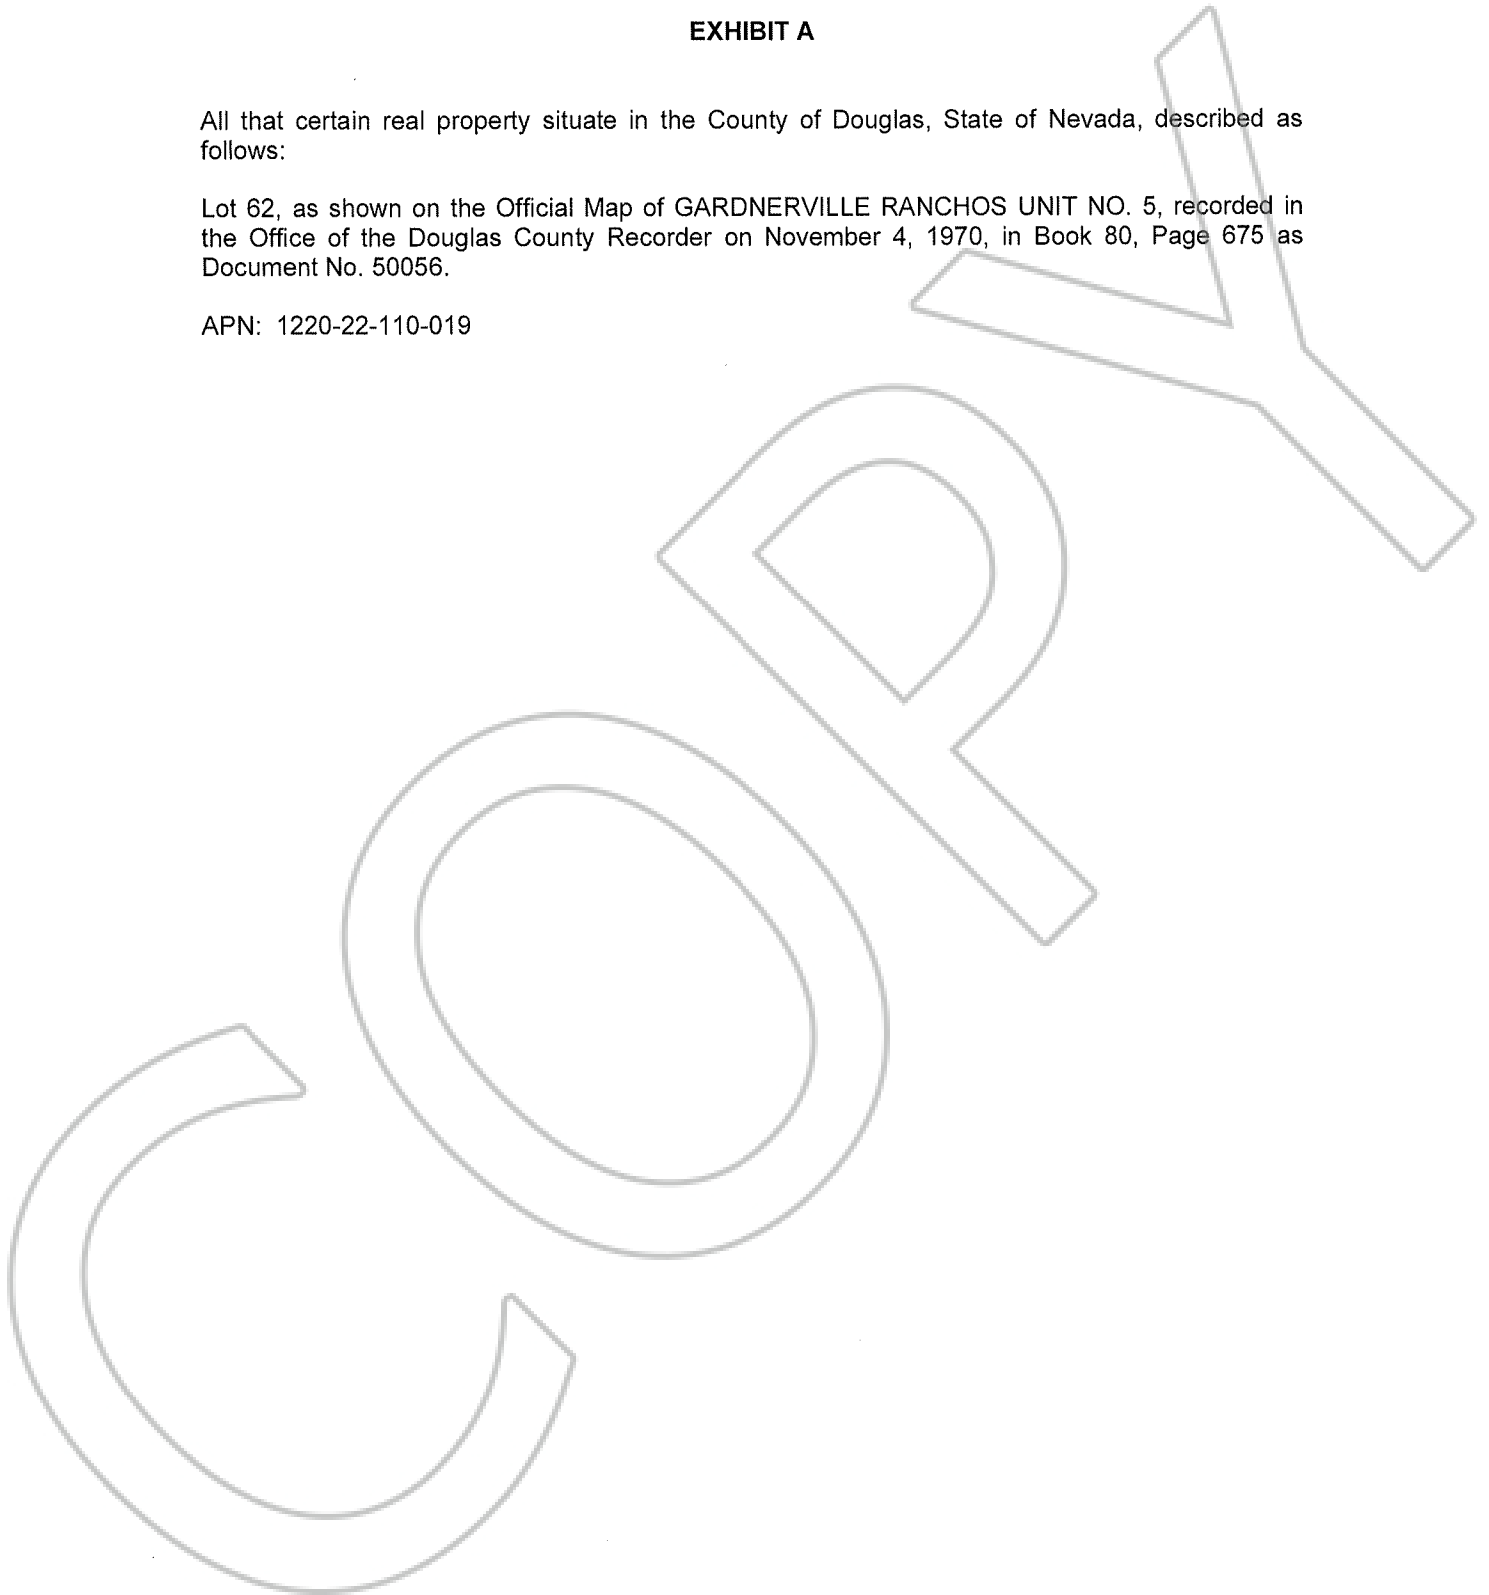 EXHIBIT A
All that certain real property situate in the County of Douglas, State of Nevada, described as
follows:
Lot 62, as shown on the Official Map of GARDNERVILLE RANCHOS UNIT NO. 5, recorded in
the Office of the Douglas County Recorder on November 4, 1970, in Book 80, Page 675 as
Document No. 50056.
APN: 1220-22-110-019
COPY